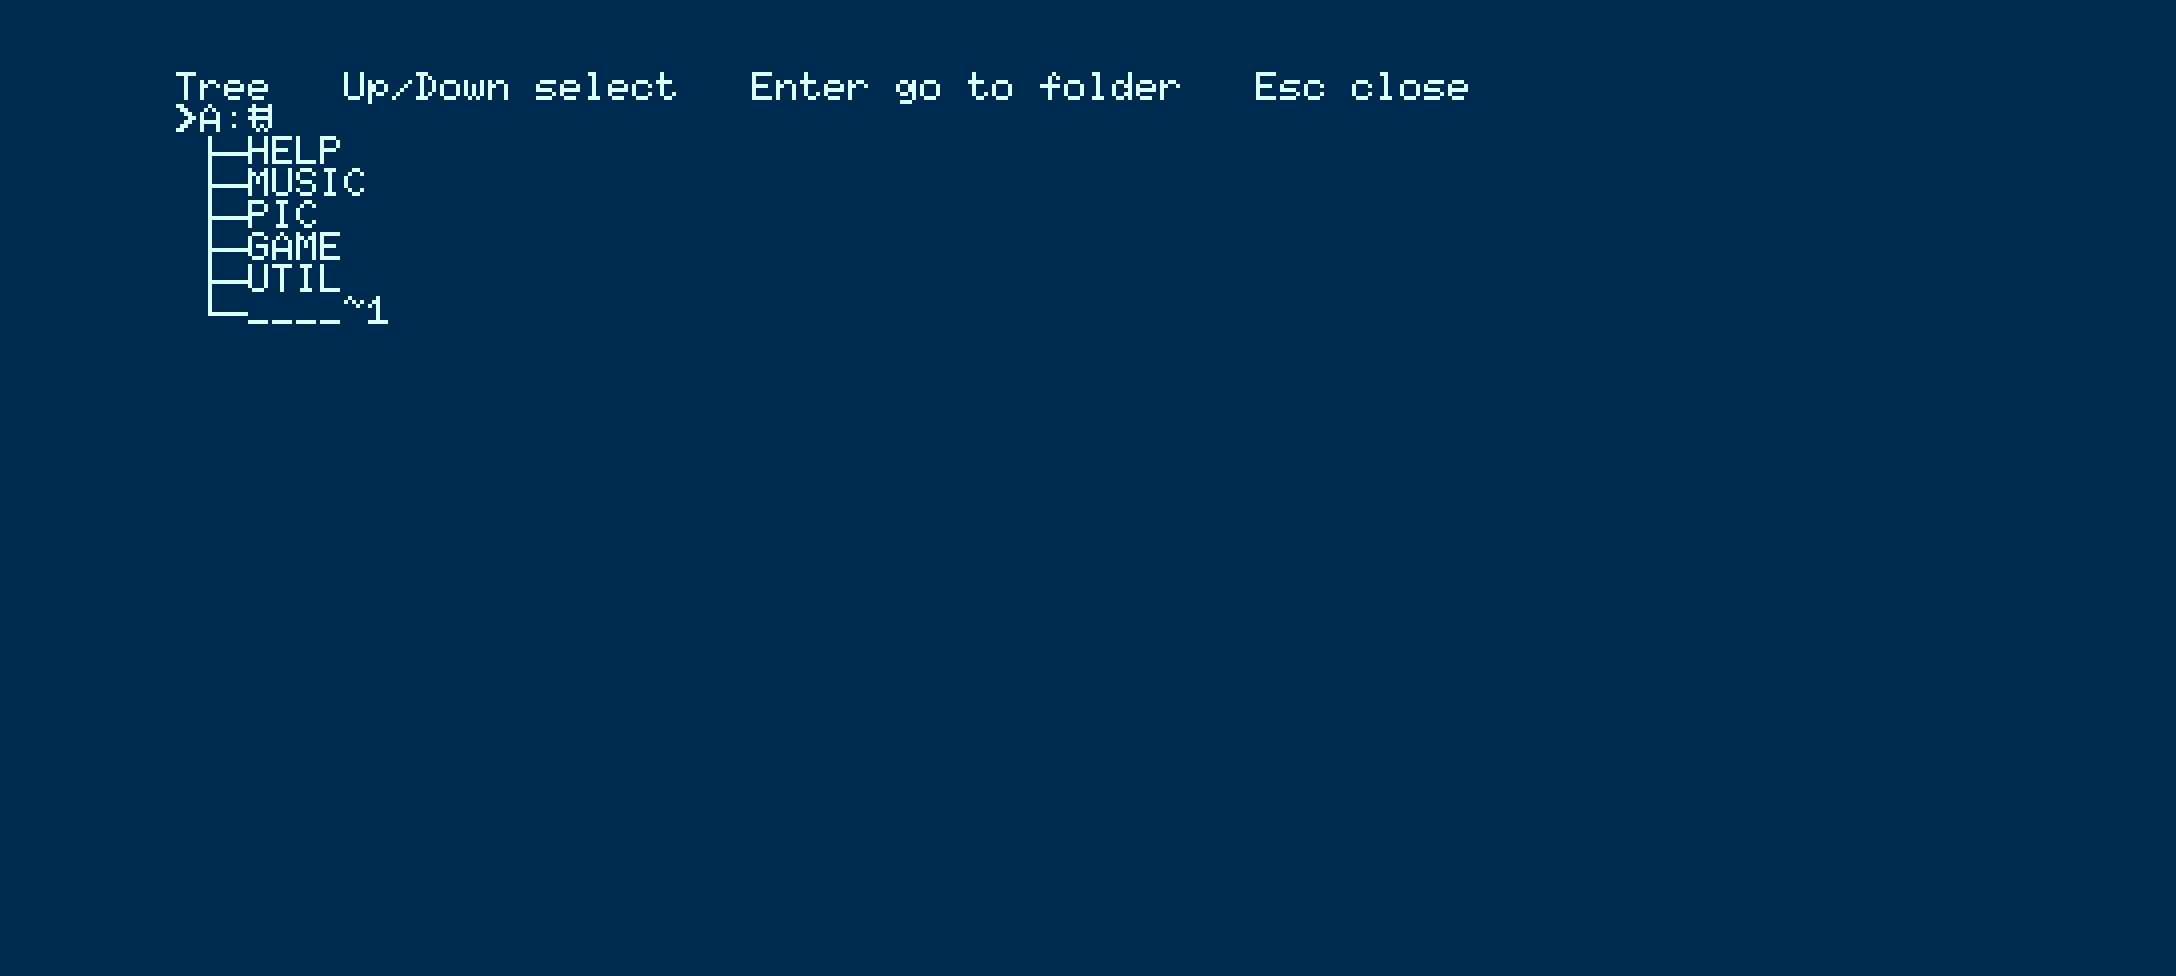 Tree   Up/Down select   Enter go to folder   Esc close
>A:₩
├─HELP
├─MUSIC
├─PIC
├─GAME
├─UTIL
└─____~1